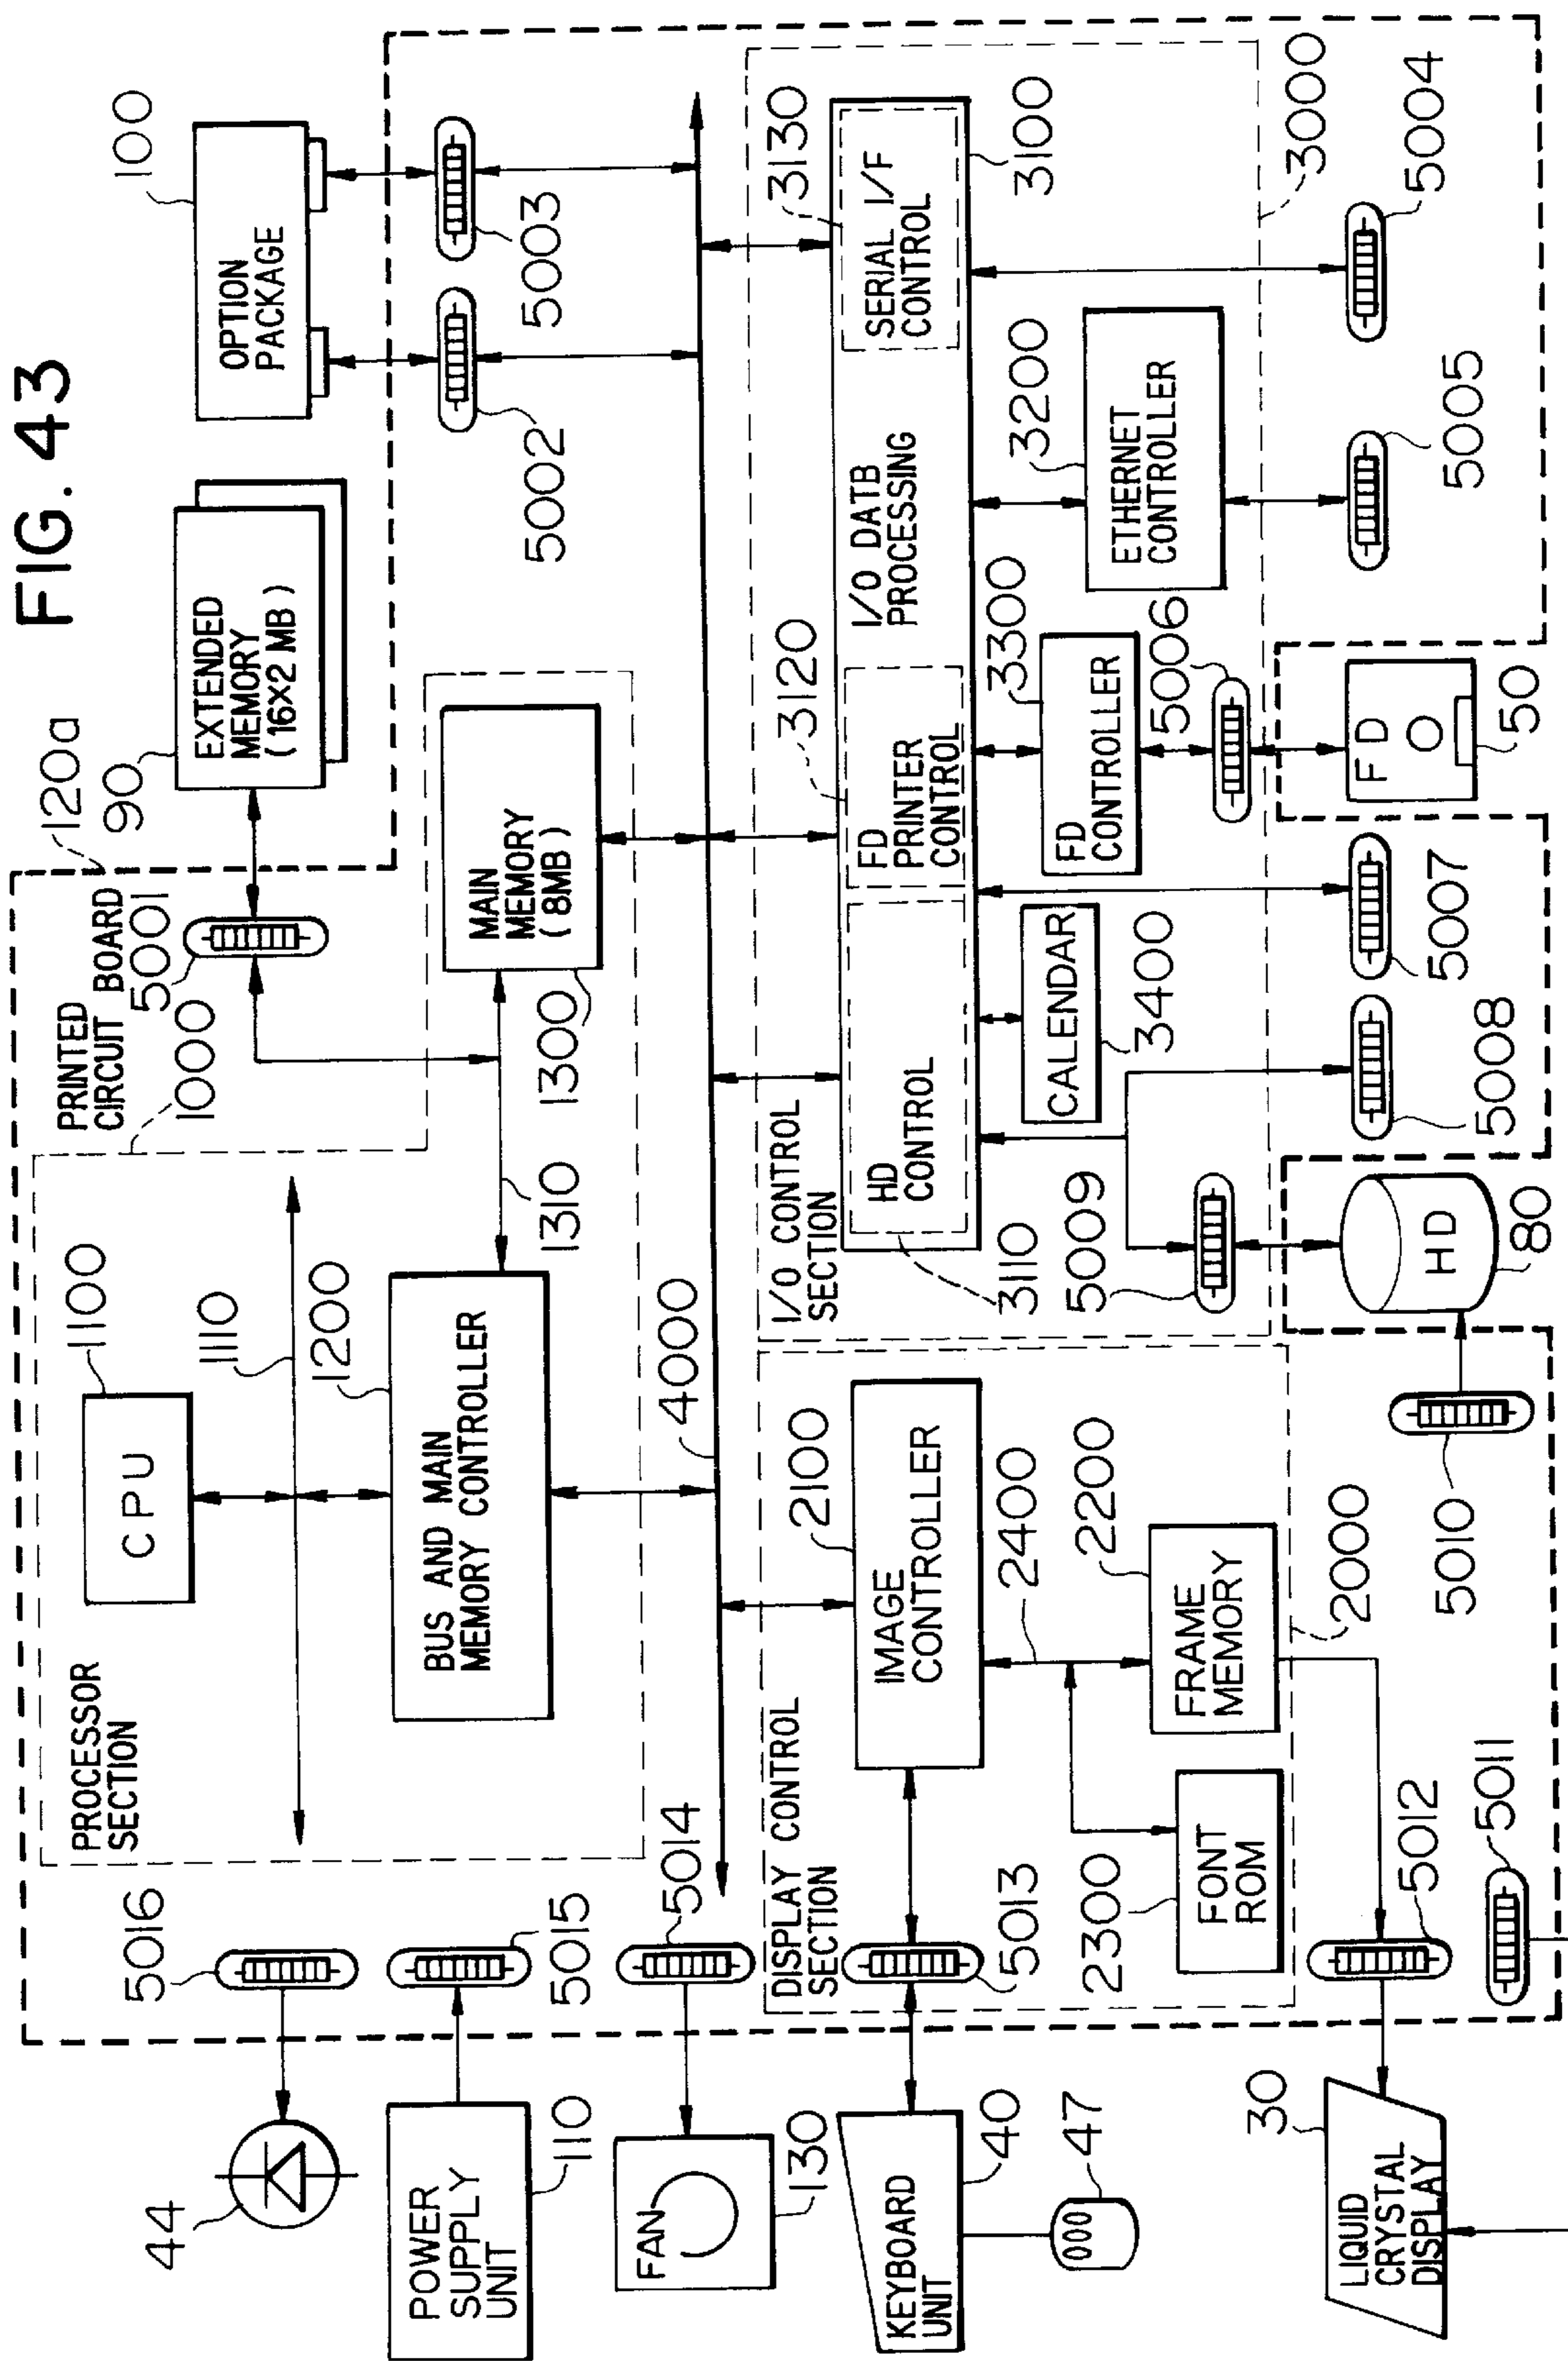 FIG. 43
44
5016
PROCESSOR
SECTION
CPU
1100
1110
1200
BUS AND MAIN
MEMORY CONTROLLER
1310
PRINTED
CIRCUIT BOARD
1000
5001
120a
90
EXTENDED
MEMORY
(16×2 MB)
MAIN
MEMORY
(8MB)
1300
OPTION
PACKAGE
100
5002
5003
POWER
SUPPLY
UNIT
110
5015
FAN
130
5014
4000
KEYBOARD
UNIT
40
47
5013
DISPLAY CONTROL
SECTION
IMAGE
CONTROLLER
2100
2400
2200
FRAME
MEMORY
2000
2300
FONT
ROM
5012
5011
LIQUID
CRYSTAL
DISPLAY
30
I/O CONTROL
SECTION
HD
CONTROL
3110
FD
PRINTER
CONTROL
3120
I/O DATB
PROCESSING
SERIAL I/F
CONTROL
3130
3100
3000
CALENDAR
3400
FD
CONTROLLER
3300
ETHERNET
CONTROLLER
3200
5009
5006
5010
HD
80
5008
5007
FD
50
5005
5004